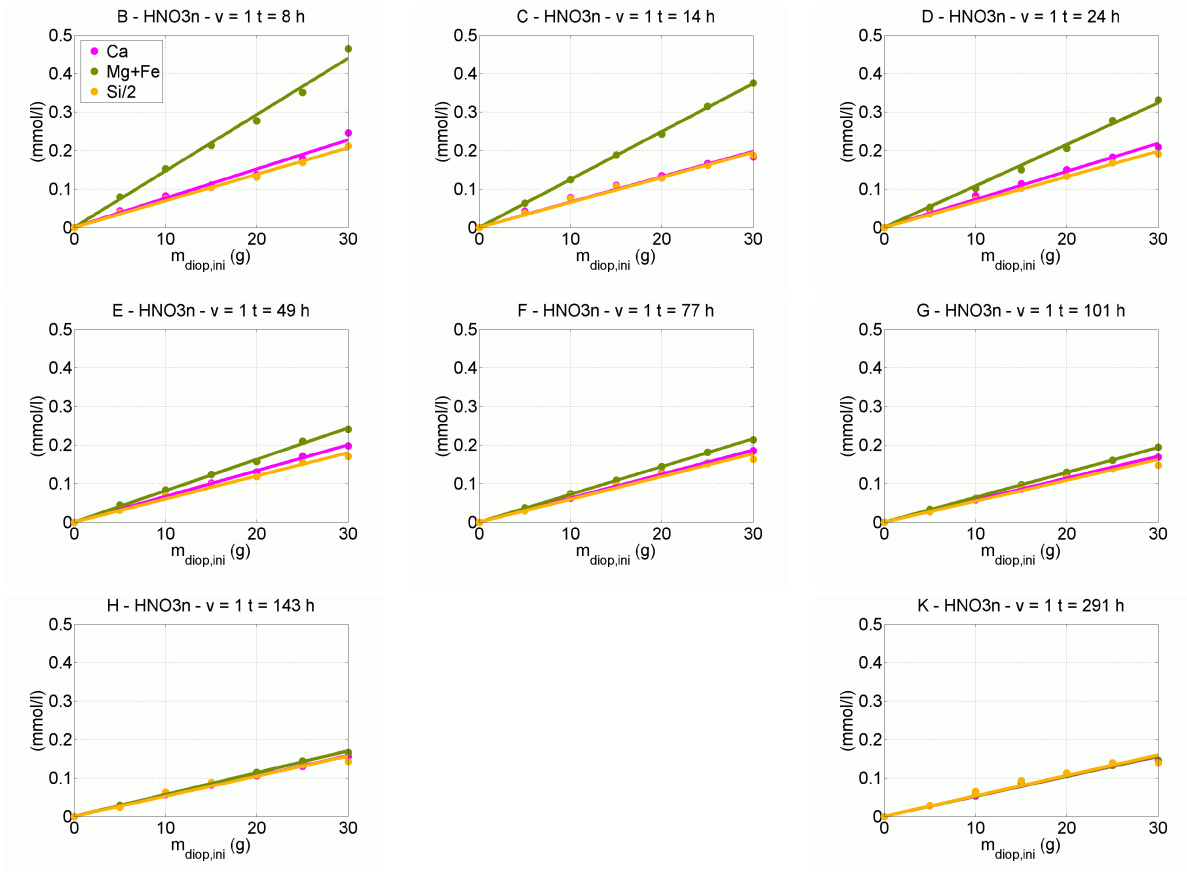 B - HNO3n - v = 1 t = 8 h
0.5
0.4
0.3
0.2
0.1
0
(mmol/l)
Ca
Mg+Fe
Si/2
0 10 20 30
m_diop,ini (g)
C - HNO3n - v = 1 t = 14 h
0.5
0.4
0.3
0.2
0.1
0
(mmol/l)
0 10 20 30
m_diop,ini (g)
D - HNO3n - v = 1 t = 24 h
0.5
0.4
0.3
0.2
0.1
0
(mmol/l)
0 10 20 30
m_diop,ini (g)
E - HNO3n - v = 1 t = 49 h
0.5
0.4
0.3
0.2
0.1
0
(mmol/l)
0 10 20 30
m_diop,ini (g)
F - HNO3n - v = 1 t = 77 h
0.5
0.4
0.3
0.2
0.1
0
(mmol/l)
0 10 20 30
m_diop,ini (g)
G - HNO3n - v = 1 t = 101 h
0.5
0.4
0.3
0.2
0.1
0
(mmol/l)
0 10 20 30
m_diop,ini (g)
H - HNO3n - v = 1 t = 143 h
0.5
0.4
0.3
0.2
0.1
0
(mmol/l)
0 10 20 30
m_diop,ini (g)
K - HNO3n - v = 1 t = 291 h
0.5
0.4
0.3
0.2
0.1
0
(mmol/l)
0 10 20 30
m_diop,ini (g)